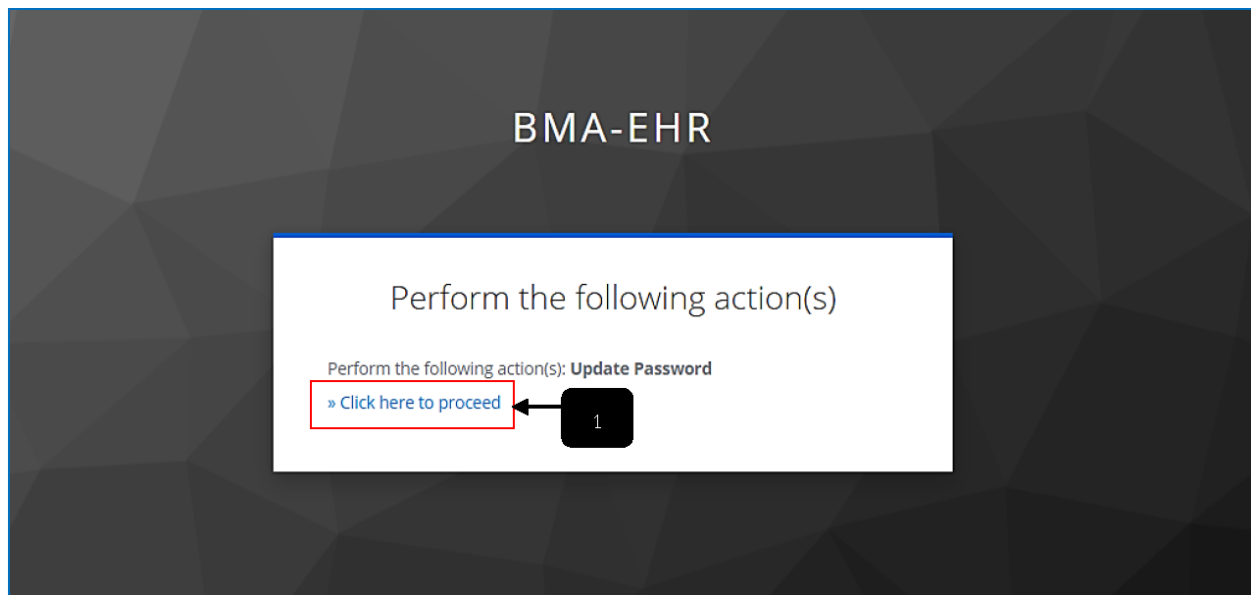 BMA-EHR
Perform the following action(s)
Perform the following action(s): Update Password
» Click here to proceed
1